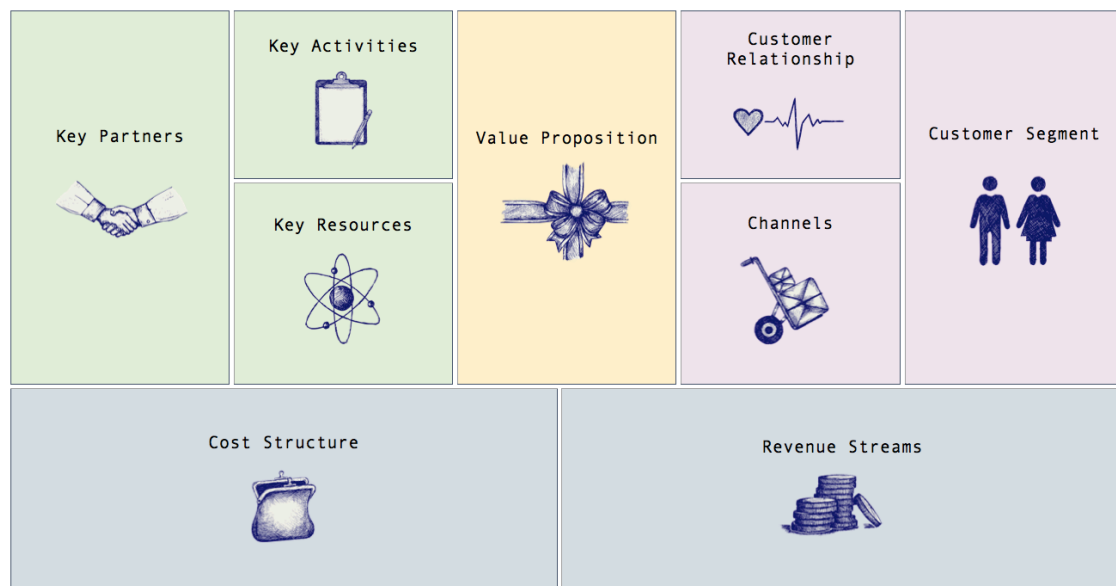 Key Partners
Key Activities
Key Resources
Value Proposition
Customer
Relationship
Channels
Customer Segment
Cost Structure
Revenue Streams